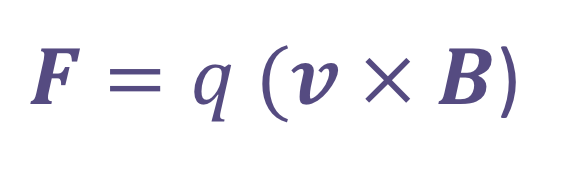 F = q (v × B)